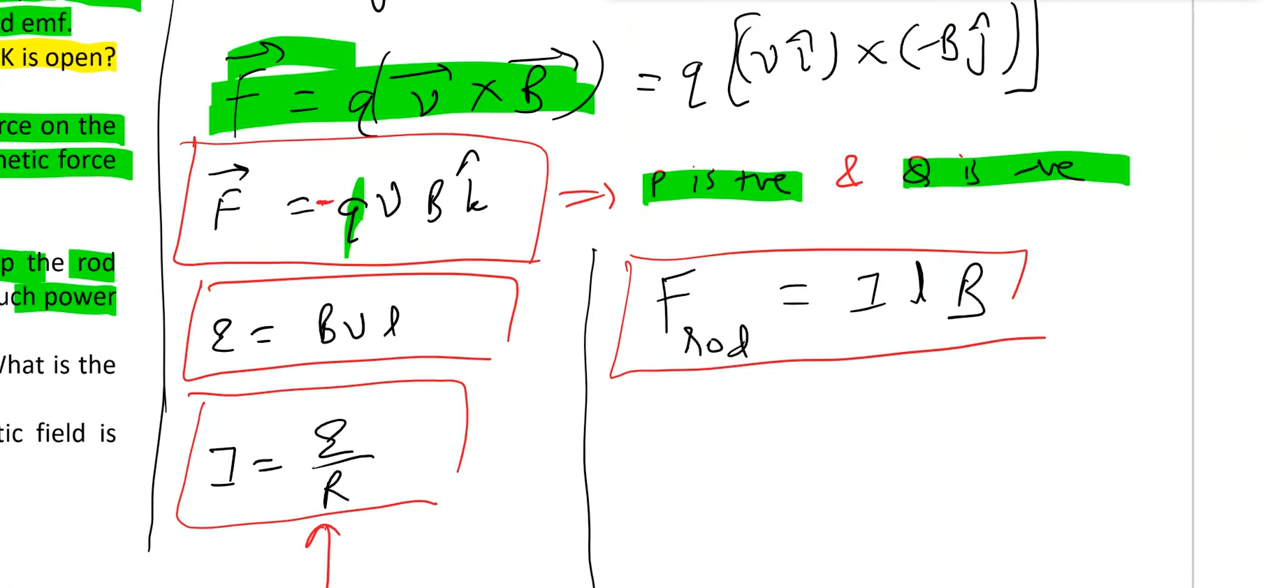 d emf.
K is open?
rce on the
netic force
p the rod
uch power
What is the
tic field is
F⃗ = q(v⃗ × B⃗) = q[(vî) × (-Bĵ)]
F⃗ = -qvBk̂ ⇒ P is +ve & Q is -ve
ε = Bvl
I = ε/R
F_rod = IlB